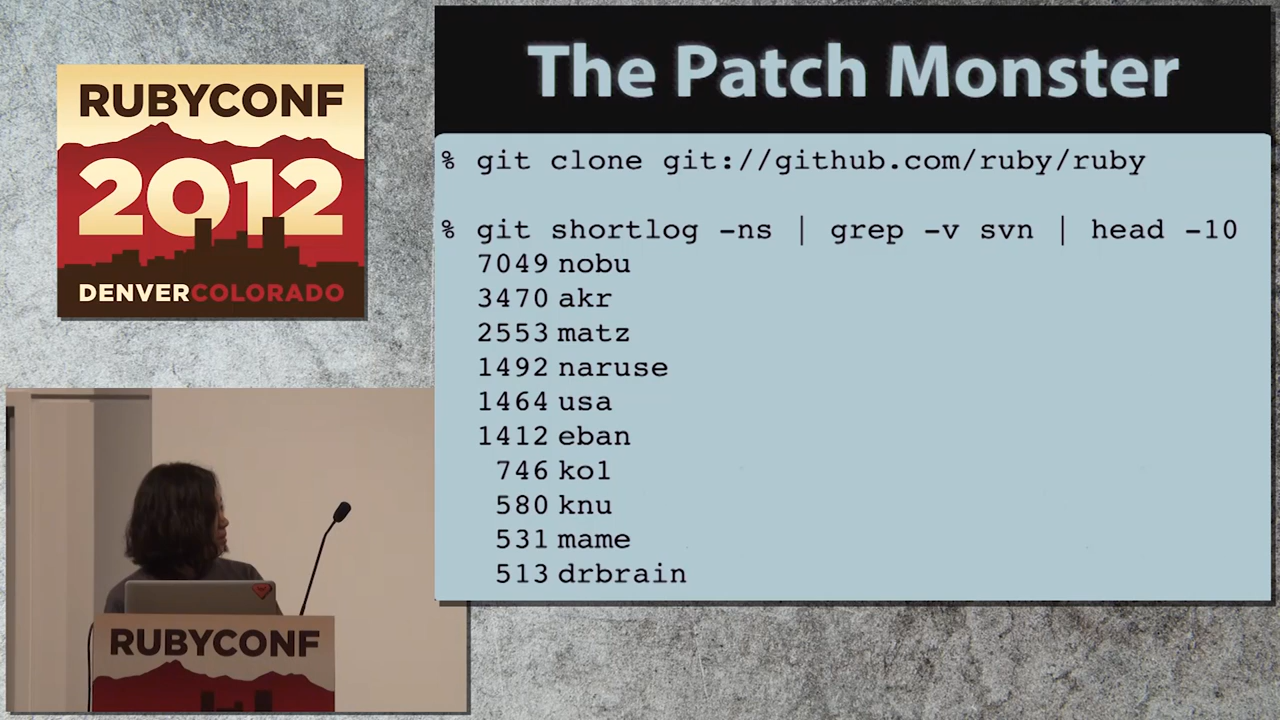 RUBYCONF
2012
DENVERCOLORADO
The Patch Monster
% git clone git://github.com/ruby/ruby
% git shortlog -ns | grep -v svn | head -10
7049 nobu
3470 akr
2553 matz
1492 naruse
1464 usa
1412 eban
746 ko1
580 knu
531 mame
513 drbrain
RUBYCONF